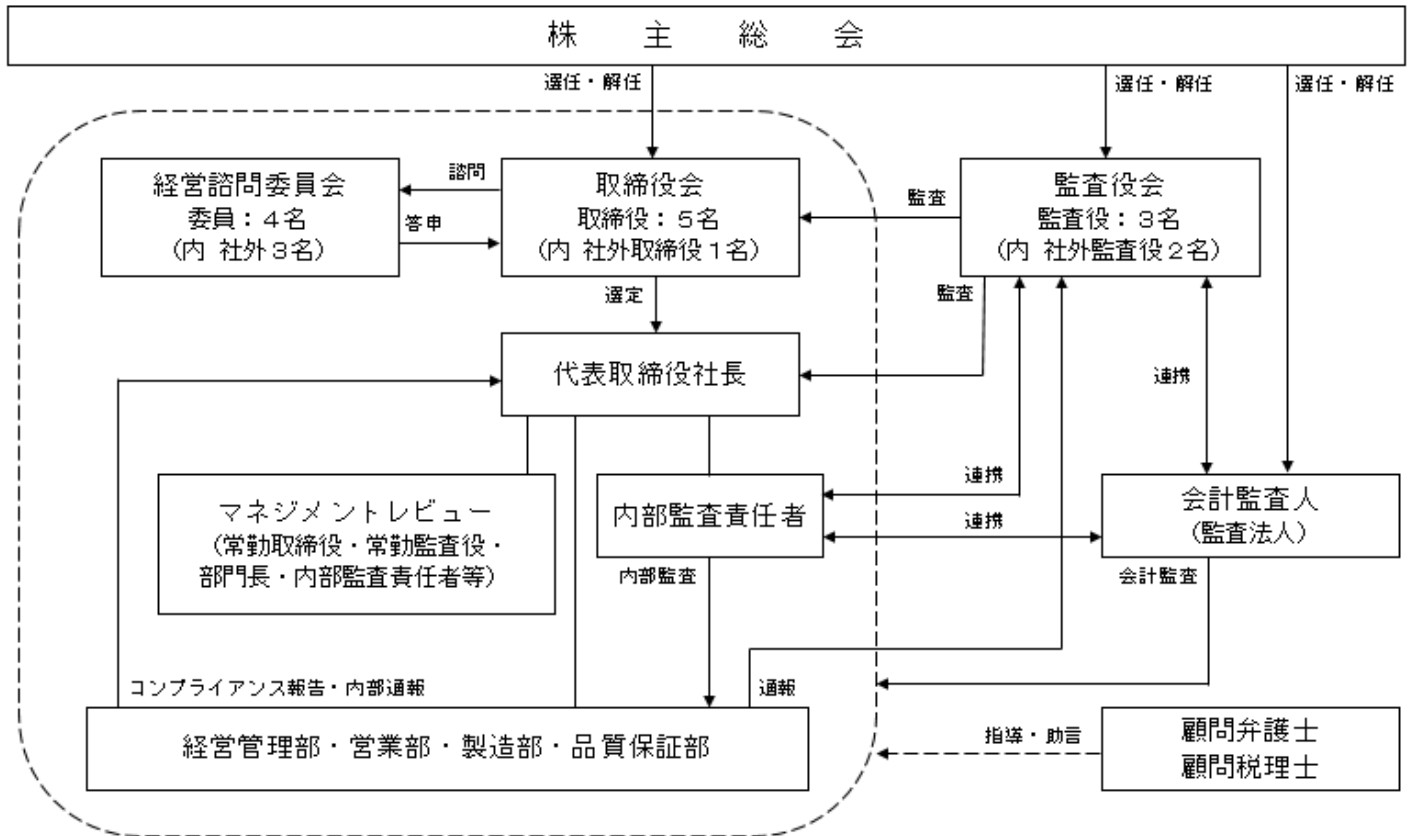 株主総会
選任・解任
選任・解任
選任・解任
経営諮問委員会
委員：４名
（内 社外３名）
諮問
答申
取締役会
取締役：５名
（内 社外取締役１名）
監査
監査役会
監査役：３名
（内 社外監査役２名）
選定
監査
代表取締役社長
連携
マネジメントレビュー
（常勤取締役・常勤監査役・
部門長・内部監査責任者等）
内部監査責任者
連携
連携
会計監査人
（監査法人）
内部監査
会計監査
コンプライアンス報告・内部通報
通報
経営管理部・営業部・製造部・品質保証部
指導・助言
顧問弁護士
顧問税理士